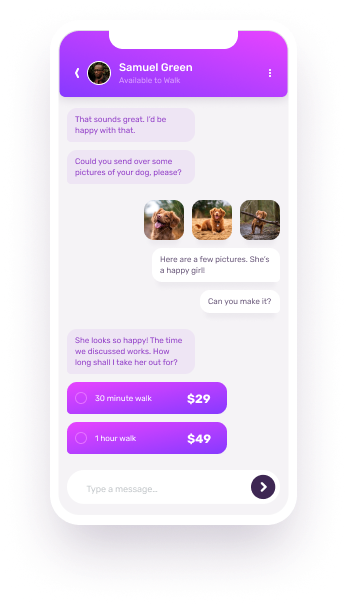 Samuel Green
Available to Walk
That sounds great. I'd be
happy with that.
Could you send over some
pictures of your dog, please?
Here are a few pictures. She's
a happy girl!
Can you make it?
She looks so happy! The time
we discussed works. How
long shall I take her out for?
30 minute walk $29
1 hour walk $49
Type a message...